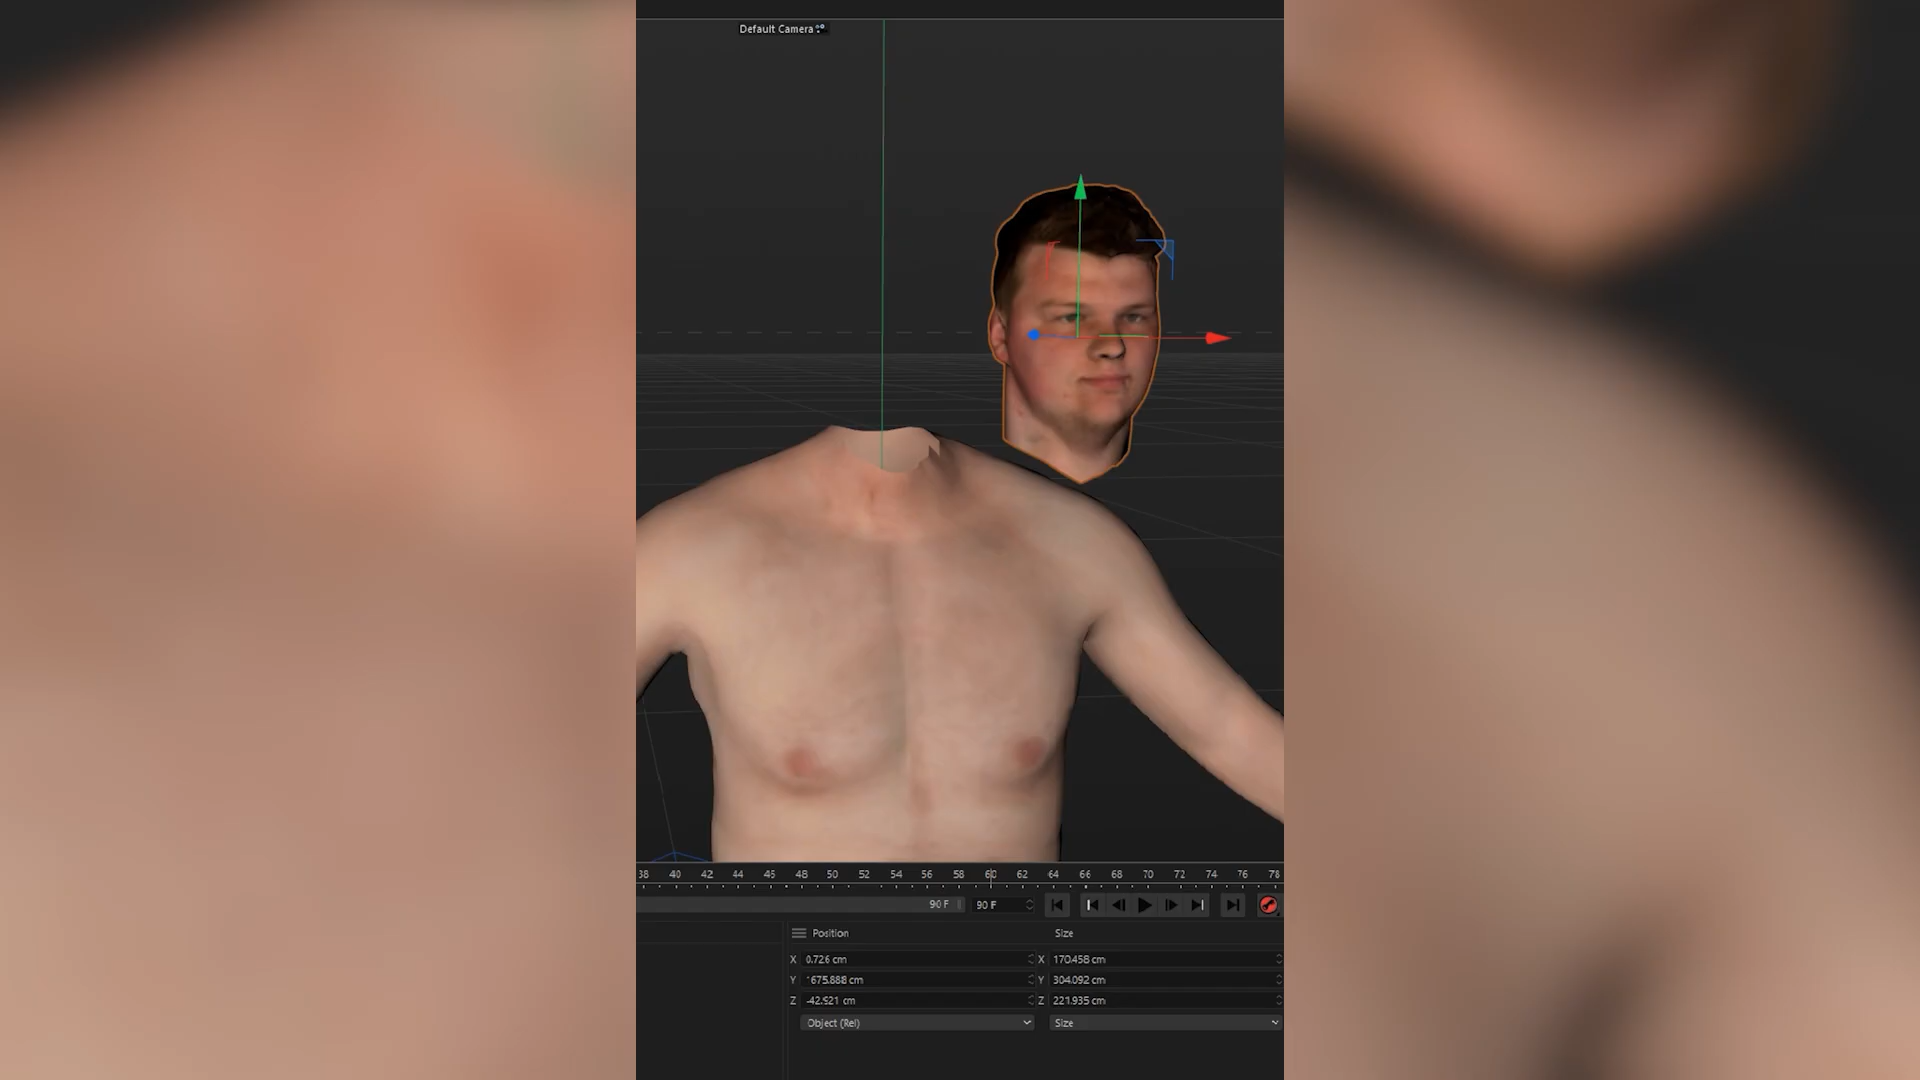 Default Camera
38 40 42 44 45 48 50 52 54 56 58 60 62 64 66 68 70 72 74 76 78
90 F 90 F
Position Size
X 0.726 cm X 170.458 cm
Y 1675.888 cm Y 304.092 cm
Z -42.921 cm Z 221.935 cm
Object (Rel) Size